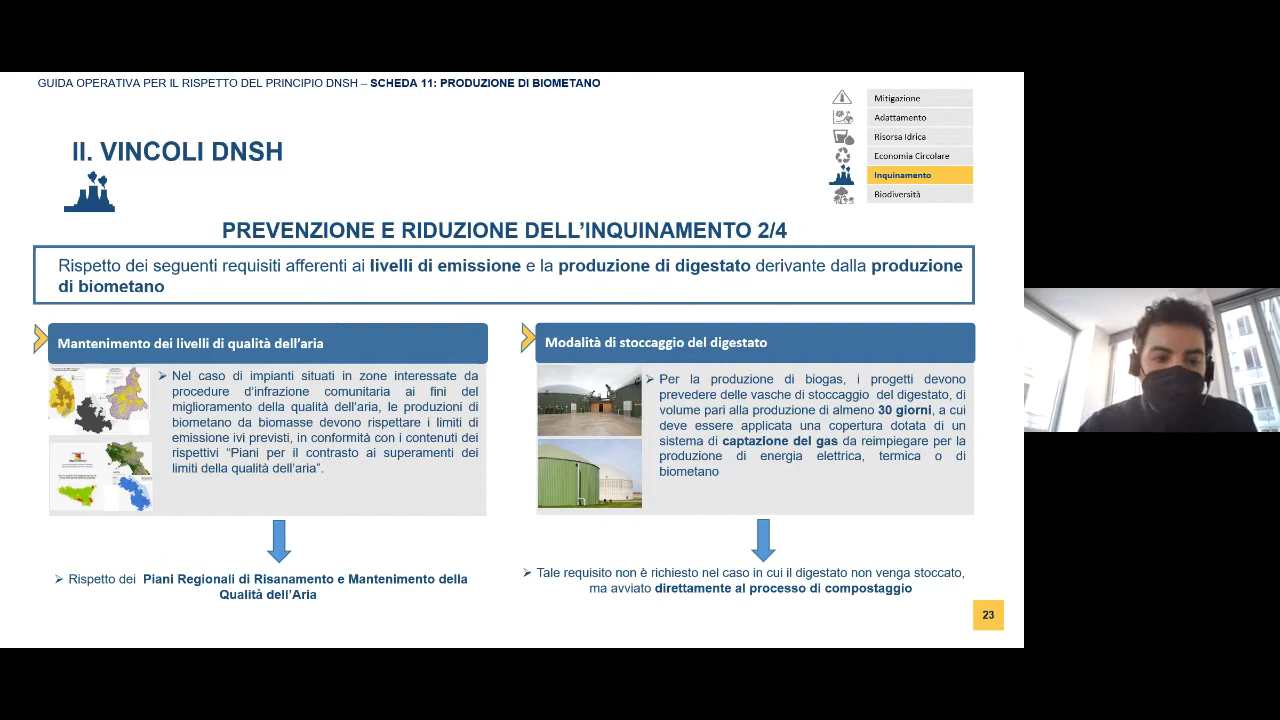 GUIDA OPERATIVA PER IL RISPETTO DEL PRINCIPIO DNSH – SCHEDA 11: PRODUZIONE DI BIOMETANO
Mitigazione
Adattamento
Risorsa Idrica
Economia Circolare
Inquinamento
Biodiversità
II. VINCOLI DNSH
PREVENZIONE E RIDUZIONE DELL'INQUINAMENTO 2/4
Rispetto dei seguenti requisiti afferenti ai livelli di emissione e la produzione di digestato derivante dalla produzione
di biometano
Mantenimento dei livelli di qualità dell'aria
➢ Nel caso di impianti situati in zone interessate da
procedure d'infrazione comunitaria ai fini del
miglioramento della qualità dell'aria, le produzioni di
biometano da biomasse devono rispettare i limiti di
emissione ivi previsti, in conformità con i contenuti dei
rispettivi "Piani per il contrasto ai superamenti dei
limiti della qualità dell'aria".
➢ Rispetto dei Piani Regionali di Risanamento e Mantenimento della
Qualità dell'Aria
Modalità di stoccaggio del digestato
➢ Per la produzione di biogas, i progetti devono
prevedere delle vasche di stoccaggio del digestato, di
volume pari alla produzione di almeno 30 giorni, a cui
deve essere applicata una copertura dotata di un
sistema di captazione del gas da reimpiegare per la
produzione di energia elettrica, termica o di
biometano
➢ Tale requisito non è richiesto nel caso in cui il digestato non venga stoccato,
ma avviato direttamente al processo di compostaggio
23